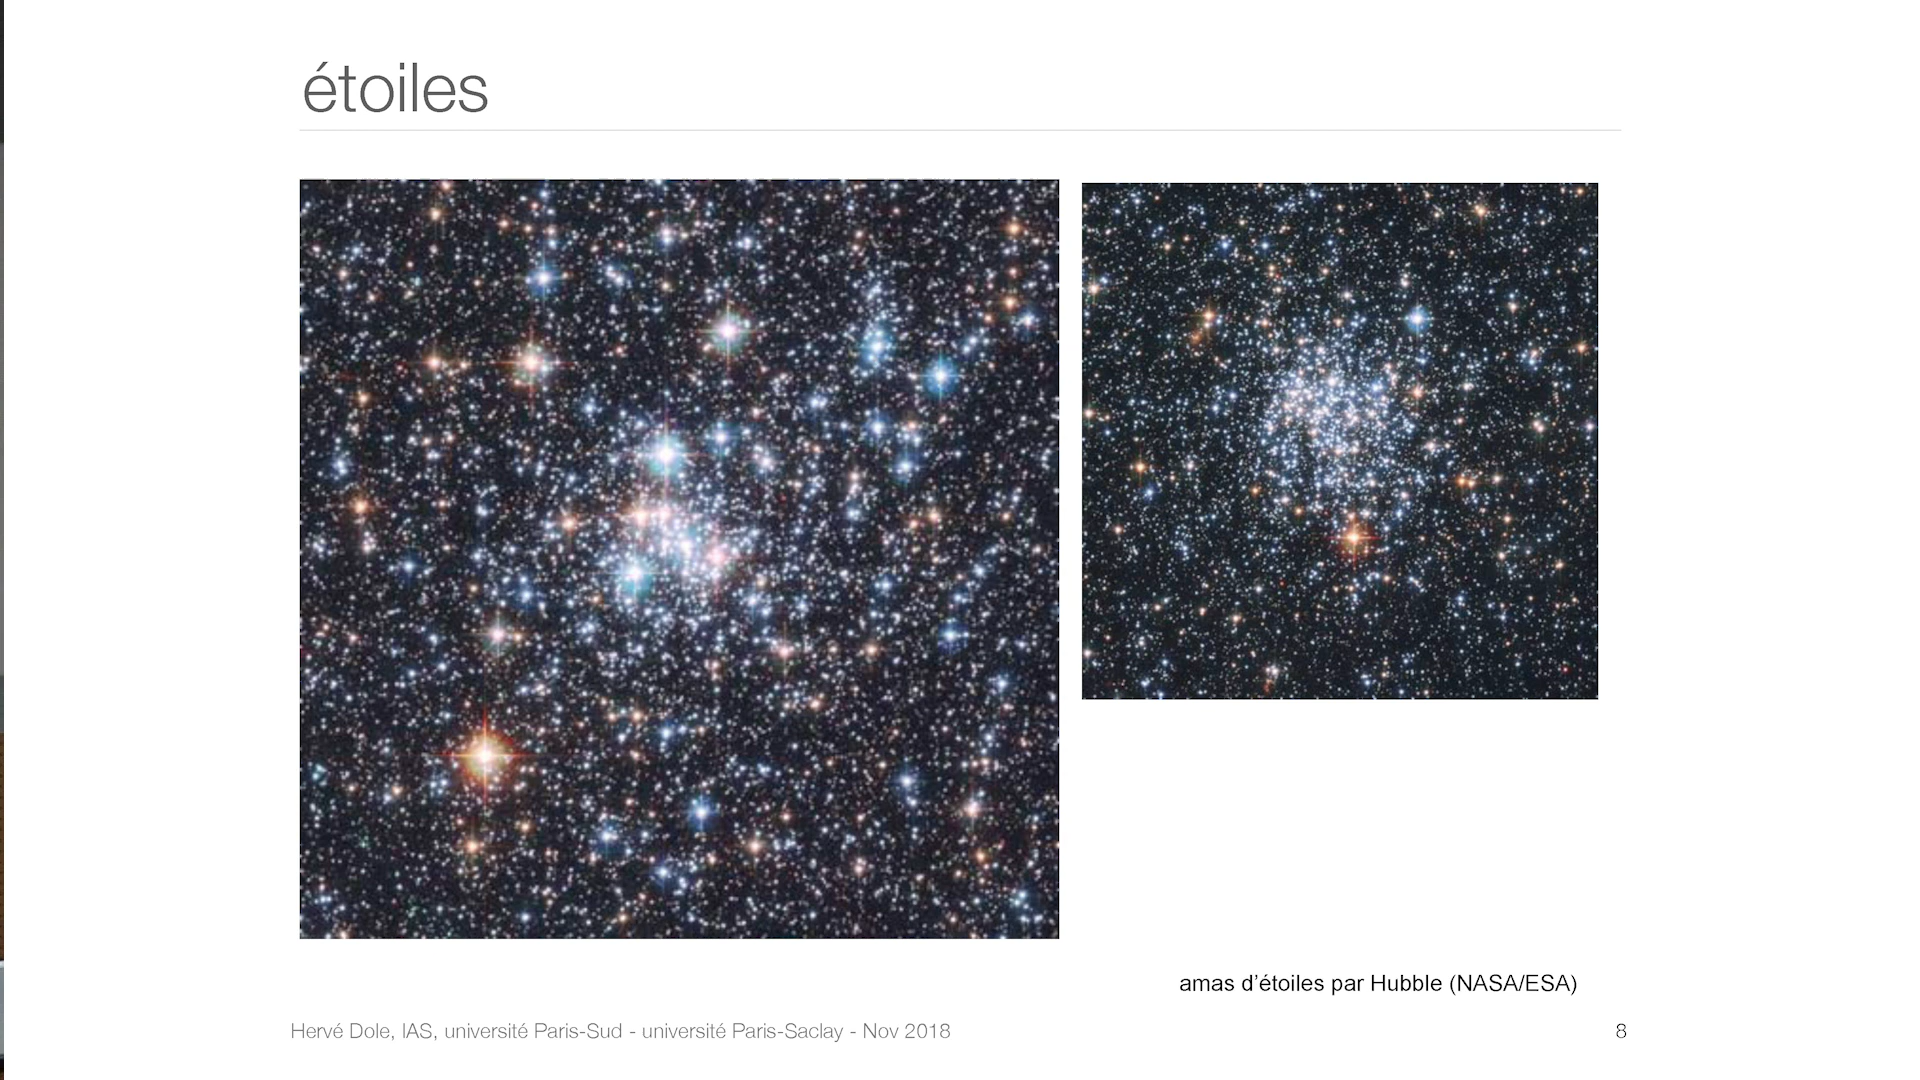 étoiles
amas d’étoiles par Hubble (NASA/ESA)
Hervé Dole, IAS, université Paris-Sud - université Paris-Saclay - Nov 2018
8